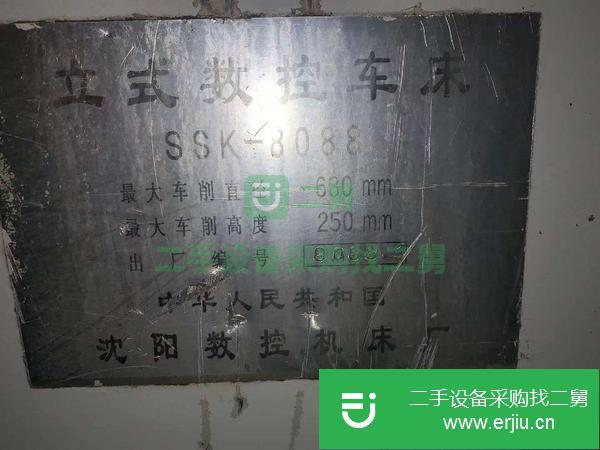 立式数控车床
SSK-8088
最大车削直径 630 mm
最大车削高度 250 mm
出厂编号
中华人民共和国
沈阳数控机床厂
二舅
二手设备采购找二舅
二手设备采购找二舅
www.erjiu.cn